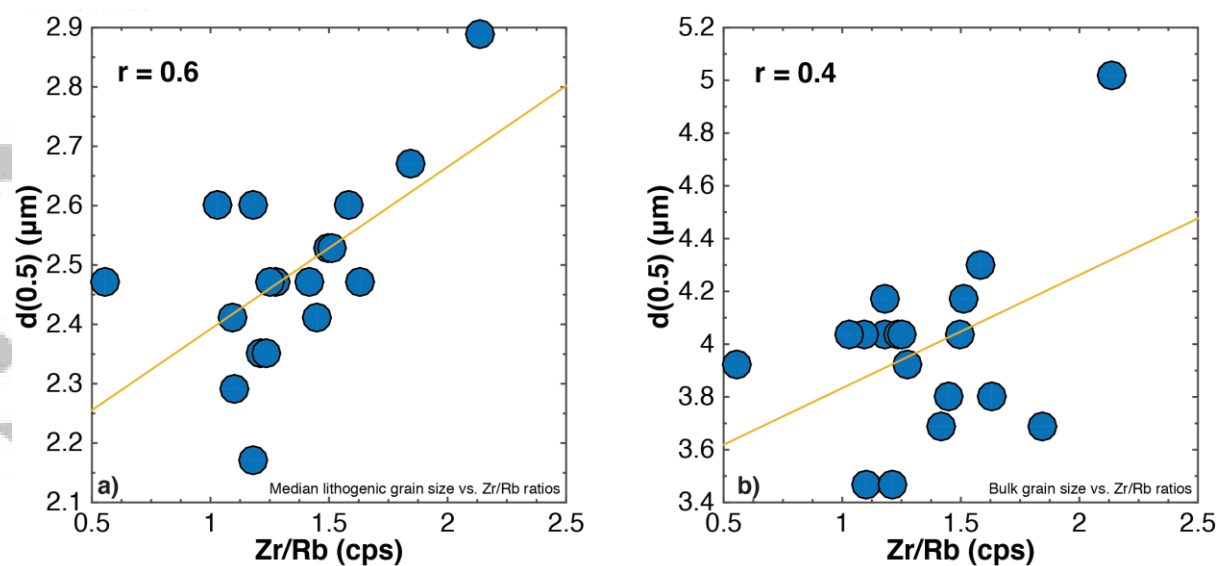 2.9
r = 0.6
2.8
2.7
2.6
2.5
2.4
2.3
2.2
2.1
d(0.5) (µm)
a)
Median lithogenic grain size vs. Zr/Rb ratios
0.5
1
1.5
2
2.5
Zr/Rb (cps)
5.2
r = 0.4
5
4.8
4.6
4.4
4.2
4
3.8
3.6
3.4
d(0.5) (µm)
b)
Bulk grain size vs. Zr/Rb ratios
0.5
1
1.5
2
2.5
Zr/Rb (cps)